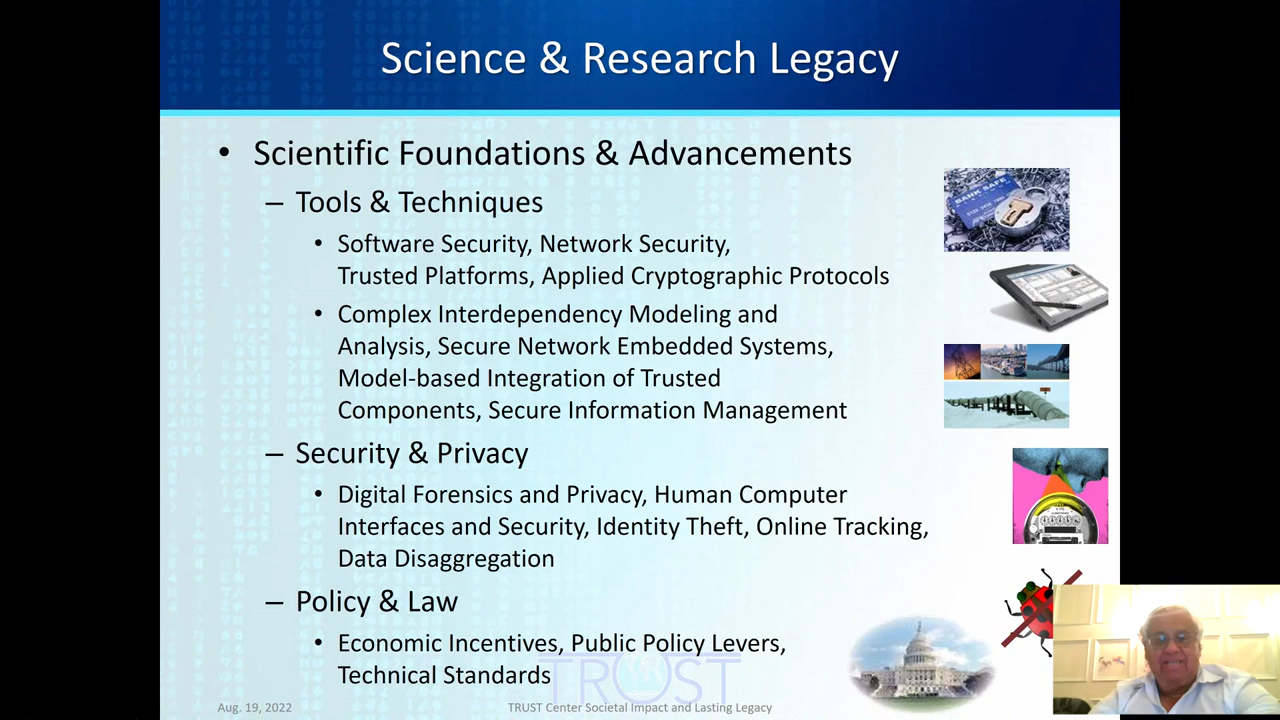 Science & Research Legacy
• Scientific Foundations & Advancements
– Tools & Techniques
• Software Security, Network Security,
Trusted Platforms, Applied Cryptographic Protocols
• Complex Interdependency Modeling and
Analysis, Secure Network Embedded Systems,
Model-based Integration of Trusted
Components, Secure Information Management
– Security & Privacy
• Digital Forensics and Privacy, Human Computer
Interfaces and Security, Identity Theft, Online Tracking,
Data Disaggregation
– Policy & Law
• Economic Incentives, Public Policy Levers,
Technical Standards
TRUST
Aug. 19, 2022
TRUST Center Societal Impact and Lasting Legacy
BANK SAFE